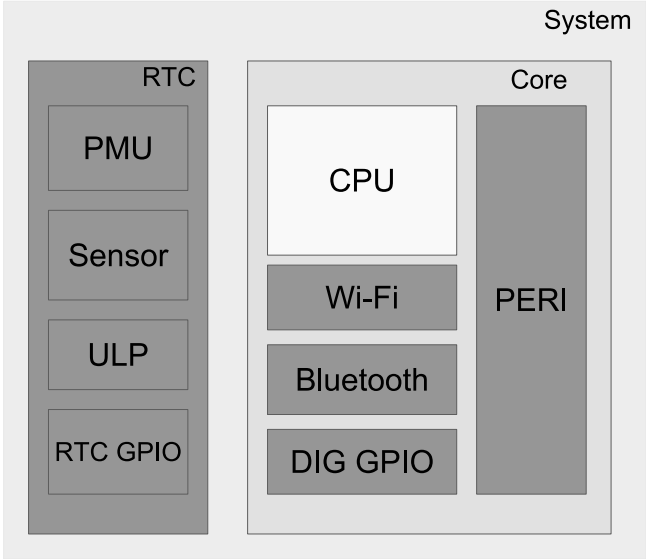 System
RTC
PMU
Sensor
ULP
RTC GPIO
Core
CPU
Wi-Fi
Bluetooth
DIG GPIO
PERI